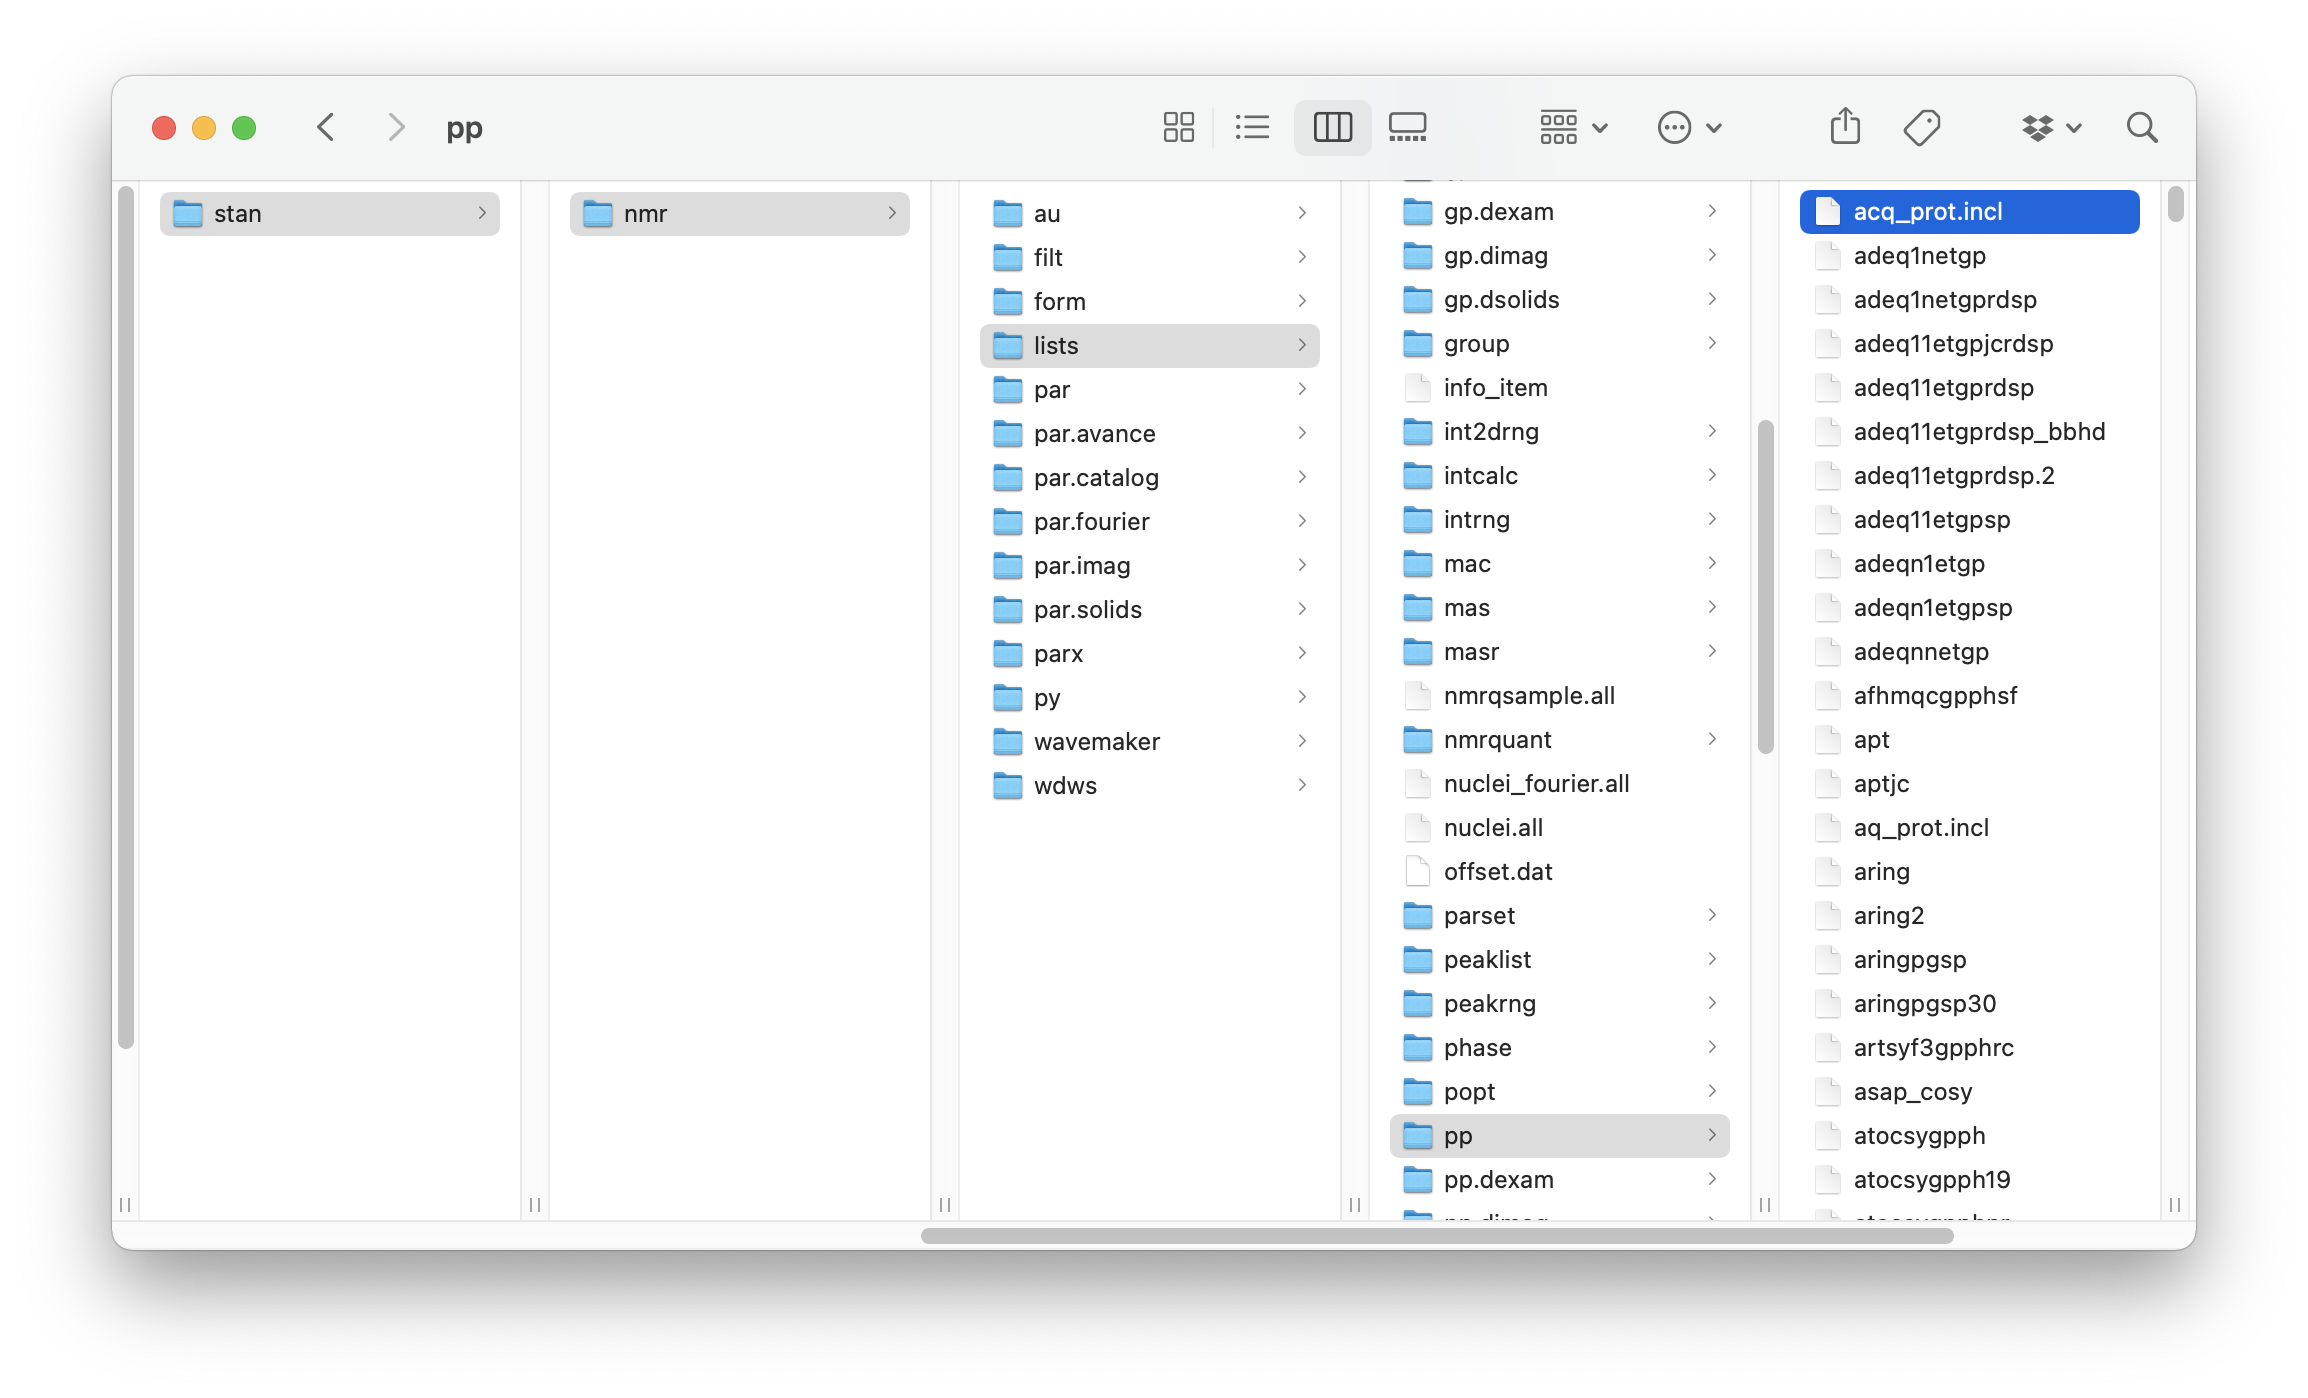 pp
stan
nmr
au
filt
form
lists
par
par.avance
par.catalog
par.fourier
par.imag
par.solids
parx
py
wavemaker
wdws
gp.dexam
gp.dimag
gp.dsolids
group
info_item
int2drng
intcalc
intrng
mac
mas
masr
nmrqsample.all
nmrquant
nuclei_fourier.all
nuclei.all
offset.dat
parset
peaklist
peakrng
phase
popt
pp
pp.dexam
pp.dimag
acq_prot.incl
adeq1netgp
adeq1netgprdsp
adeq11etgpjcrdsp
adeq11etgprdsp
adeq11etgprdsp_bbhd
adeq11etgprdsp.2
adeq11etgpsp
adeqn1etgp
adeqn1etgpsp
adeqnnetgp
afhmqcgpphsf
apt
aptjc
aq_prot.incl
aring
aring2
aringpgsp
aringpgsp30
artsyf3gpphrc
asap_cosy
atocsygpph
atocsygpph19